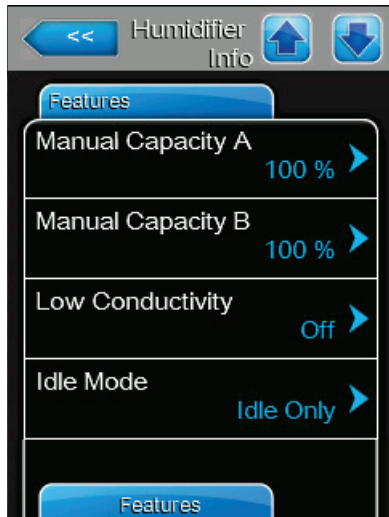 << Humidifier
Info
Features
Manual Capacity A
100 %
Manual Capacity B
100 %
Low Conductivity
Off
Idle Mode
Idle Only
Features